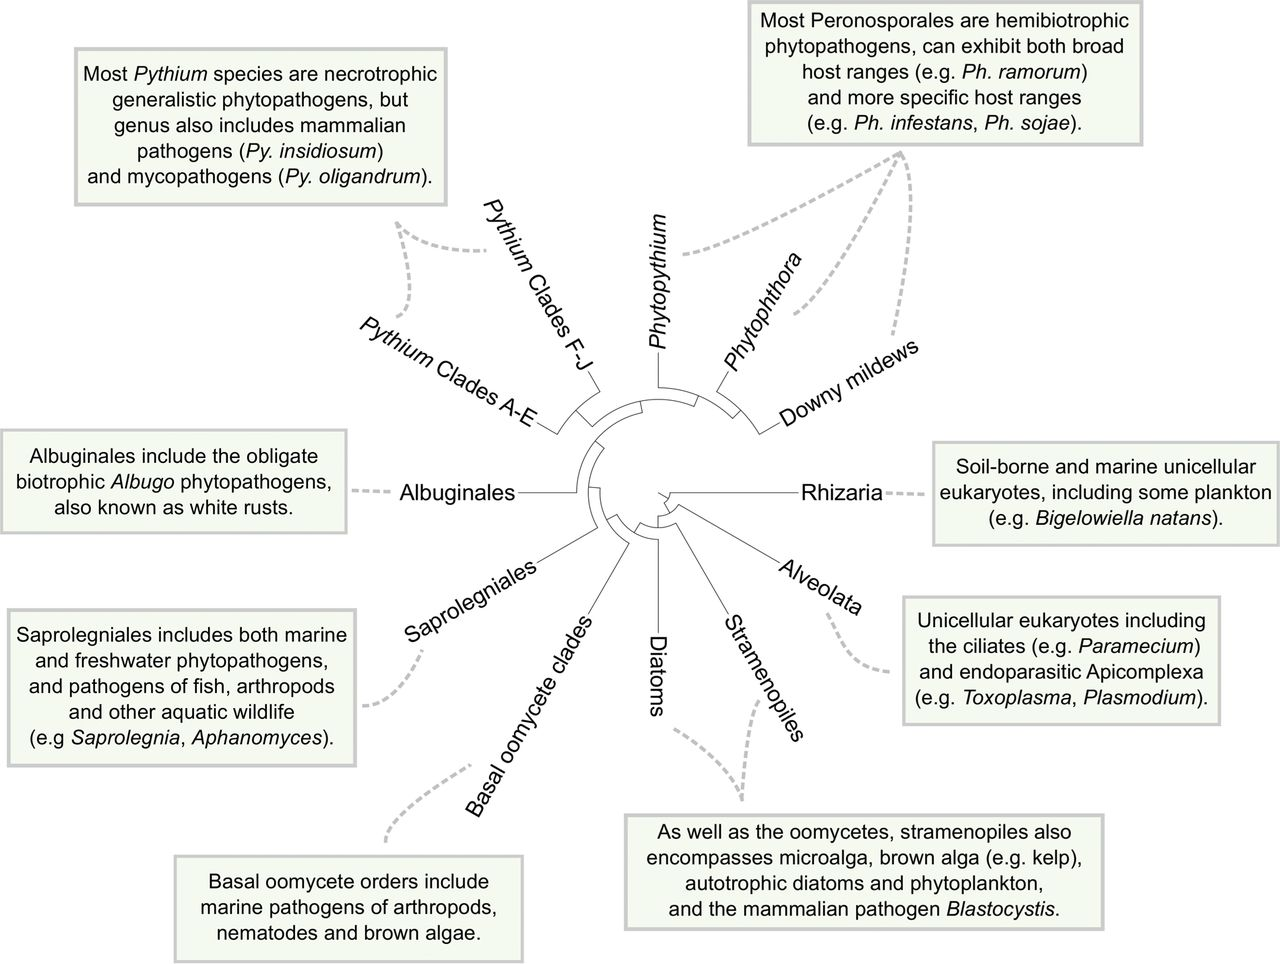 Most Peronosporales are hemibiotrophic
phytopathogens, can exhibit both broad
host ranges (e.g. Ph. ramorum)
and more specific host ranges
(e.g. Ph. infestans, Ph. sojae).
Most Pythium species are necrotrophic
generalistic phytopathogens, but
genus also includes mammalian
pathogens (Py. insidiosum)
and mycopathogens (Py. oligandrum).
Pythium Clades F-J
Phytopythium
Phytophthora
Pythium Clades A-E
Downy mildews
Albuginales include the obligate
biotrophic Albugo phytopathogens,
also known as white rusts.
Albuginales
Rhizaria
Soil-borne and marine unicellular
eukaryotes, including some plankton
(e.g. Bigelowiella natans).
Saprolegniales
Alveolata
Saprolegniales includes both marine
and freshwater phytopathogens,
and pathogens of fish, arthropods
and other aquatic wildlife
(e.g Saprolegnia, Aphanomyces).
Basal oomycete clades
Diatoms
Stramenopiles
Unicellular eukaryotes including
the ciliates (e.g. Paramecium)
and endoparasitic Apicomplexa
(e.g. Toxoplasma, Plasmodium).
As well as the oomycetes, stramenopiles also
encompasses microalga, brown alga (e.g. kelp),
autotrophic diatoms and phytoplankton,
and the mammalian pathogen Blastocystis.
Basal oomycete orders include
marine pathogens of arthropods,
nematodes and brown algae.